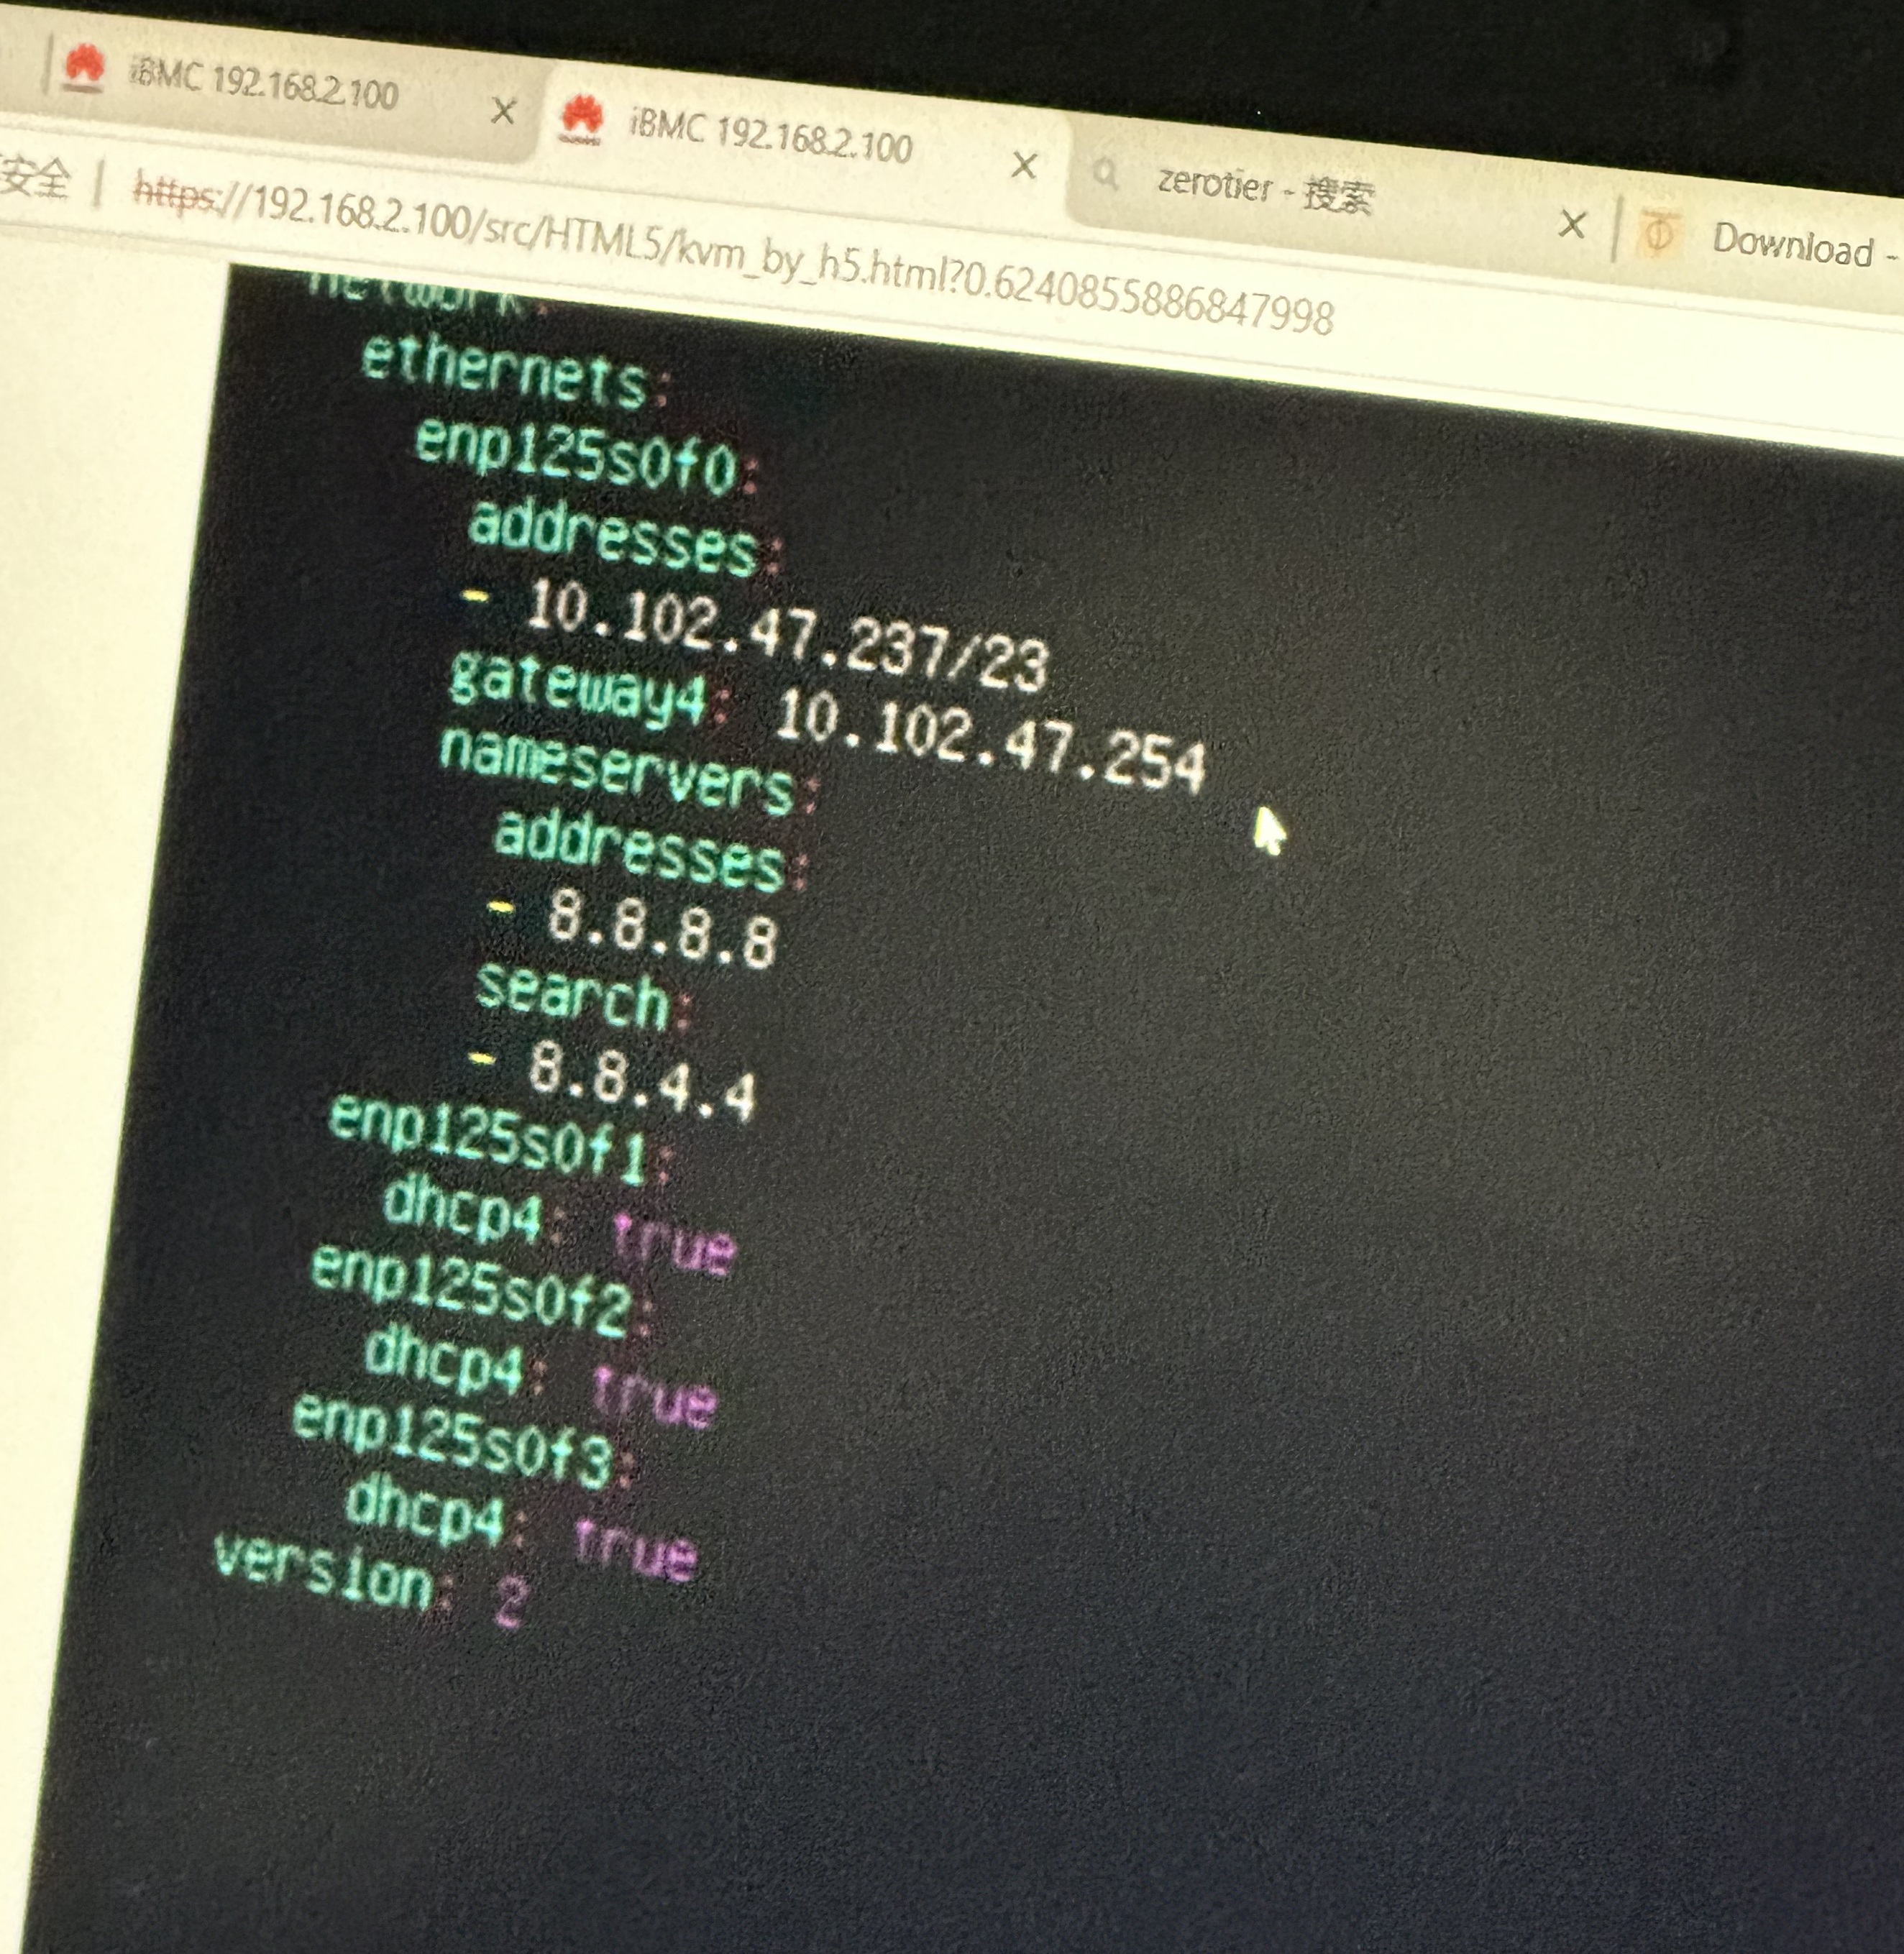 iBMC 192.168.2.100
iBMC 192.168.2.100
zerotier - 搜索
Download -
安全 | https://192.168.2.100/src/HTML5/kvm_by_h5.html?0.6240855886847998
network:
ethernets:
enp125s0f0:
addresses:
- 10.102.47.237/23
gateway4: 10.102.47.254
nameservers:
addresses:
- 8.8.8.8
search:
- 8.8.4.4
enp125s0f1:
dhcp4: true
enp125s0f2:
dhcp4: true
enp125s0f3:
dhcp4: true
version: 2